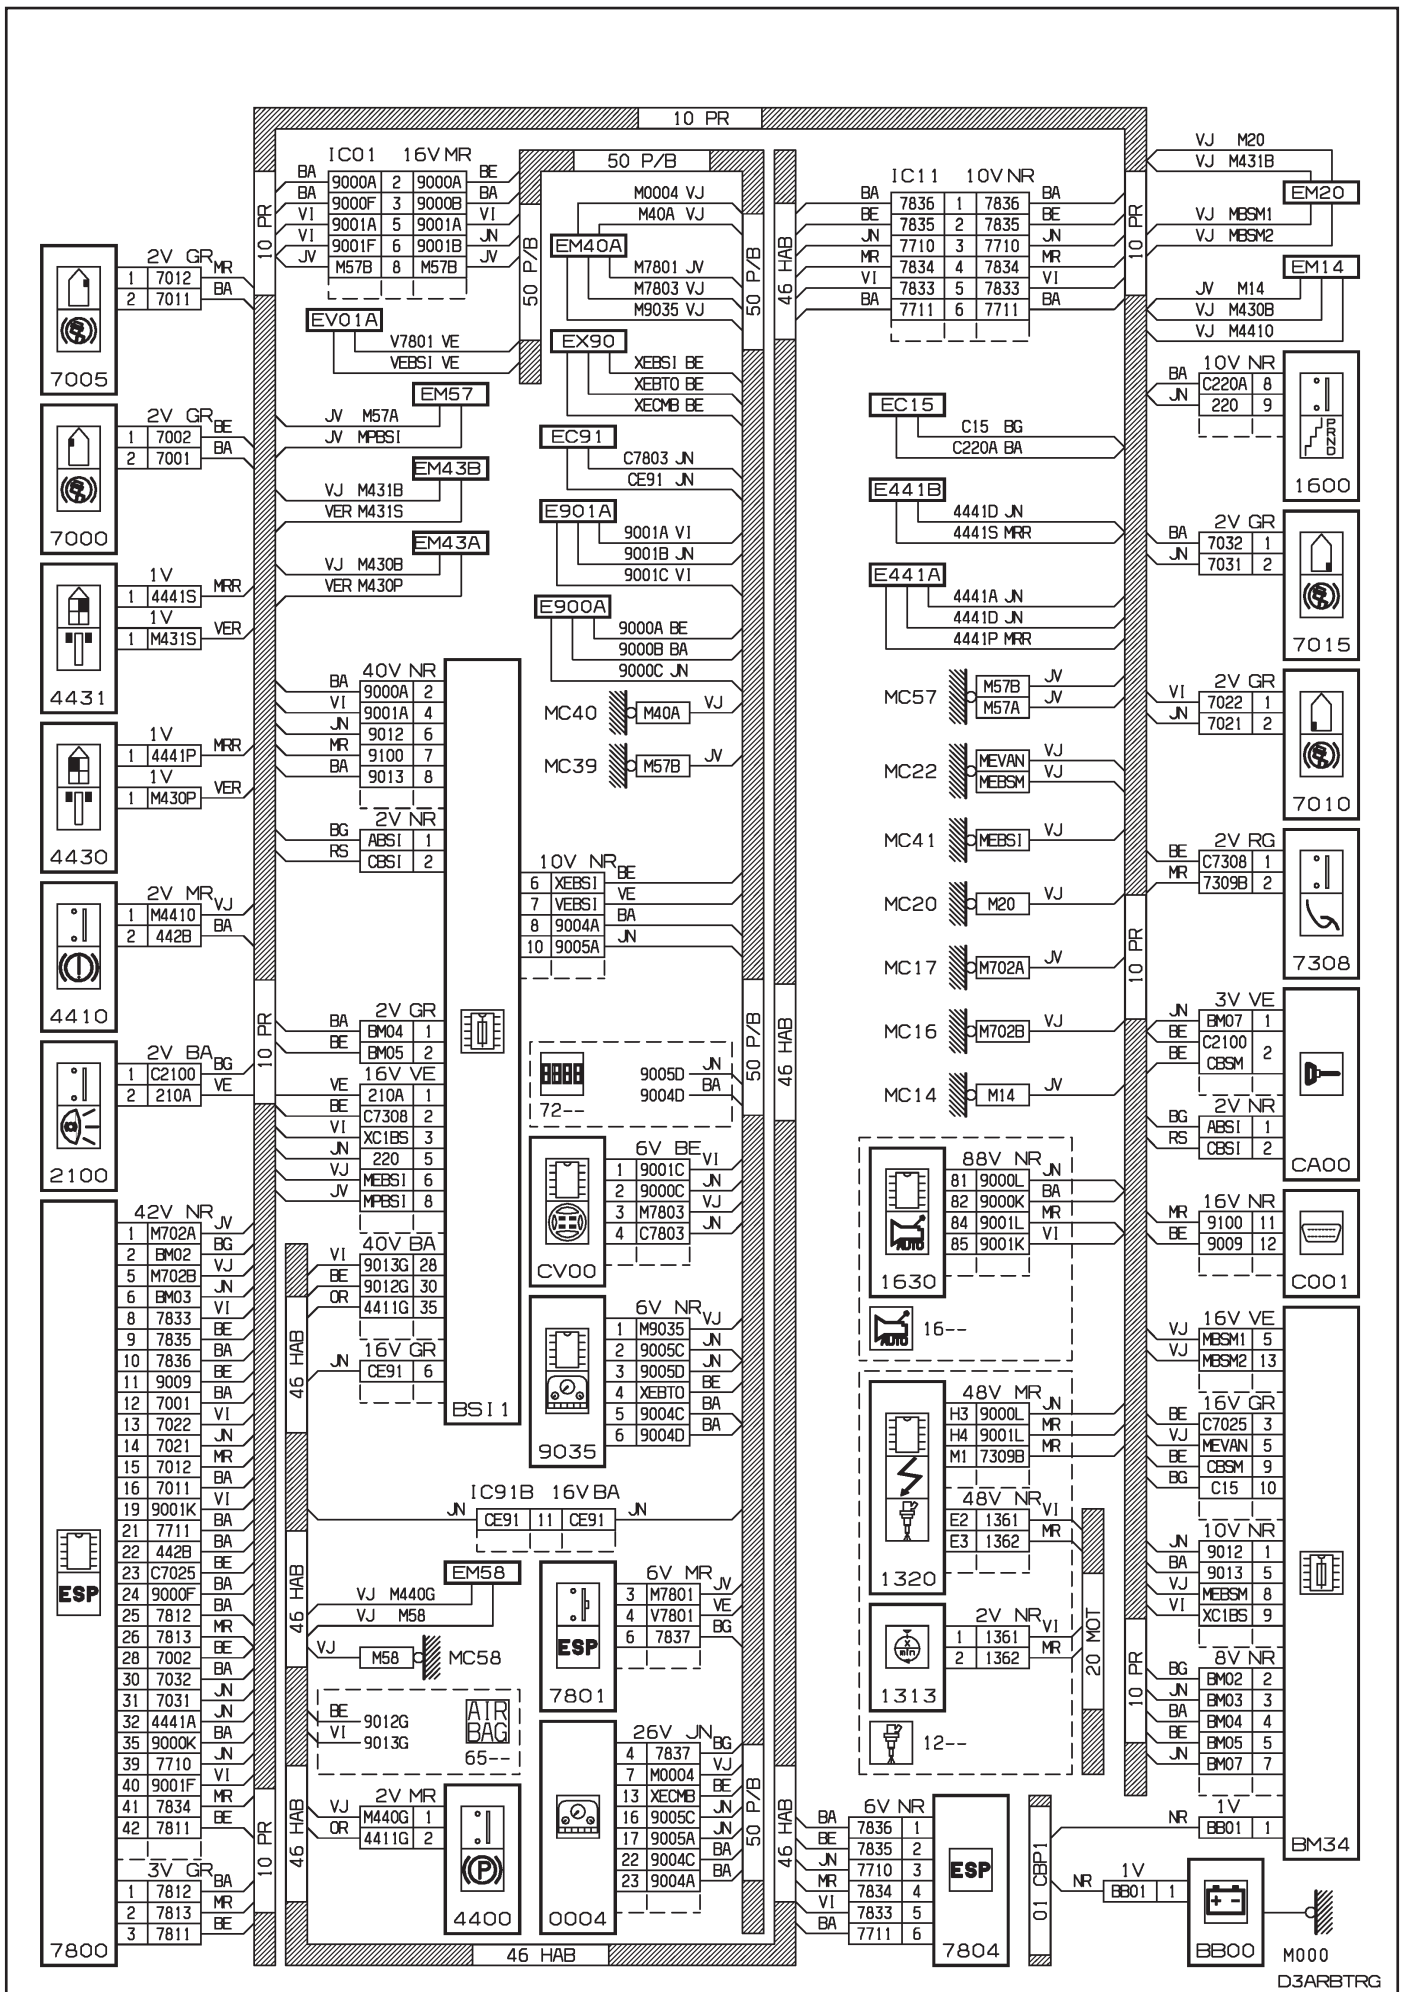 10 PR
IC01 16V MR
BA 9000A 2 9000A BE
BA 9000F 3 9000B BA
VI 9001A 5 9001A VI
VI 9001F 6 9001B JN
JV M57B 8 M57B JV
10 PR
50 P/B
50 P/B
M0004 VJ
M40A VJ
EM40A
M7801 JV
M7803 VJ
M9035 VJ
50 P/B
46 HAB
IC11 10V NR
BA 7836 1 7836 BA
BE 7835 2 7835 BE
JN 7710 3 7710 JN
MR 7834 4 7834 MR
VI 7833 5 7833 VI
BA 7711 6 7711 BA
10 PR
VJ M20
VJ M431B
EM20
VJ MBSM1
VJ MBSM2
EM14
JV M14
VJ M430B
VJ M4410
2V GR
1 7012 MR
2 7011 BA
7005
2V GR
1 7002 BE
2 7001 BA
7000
1V
1 4441S MRR
1V
1 M431S VER
4431
1V
1 4441P MRR
1V
1 M430P VER
4430
2V MR
1 M4410 VJ
2 442B BA
4410
2V BA
1 C2100 BG
2 210A VE
2100
10 PR
42V NR
1 M702A JV
2 BM02 BG
5 M702B VJ
6 BM03 JN
8 7833 VI
9 7835 BE
10 7836 BA
11 9009 BE
12 7001 BA
13 7022 VI
14 7021 JN
15 7012 MR
16 7011 BA
19 9001K VI
21 7711 BA
22 442B BA
23 C7025 BE
24 9000F BA
25 7812 BA
26 7813 MR
28 7002 BE
30 7032 BA
31 7031 JN
32 4441A JN
35 9000K BA
39 7710 JN
40 9001F VI
41 7834 MR
42 7811 BE
3V GR
1 7812 BA
2 7813 MR
3 7811 BE
ESP
7800
10 PR
EV01A
V7801 VE
VEBSI VE
EM57
JV M57A
JV MPBSI
EM43B
VJ M431B
VER M431S
EM43A
VJ M430B
VER M430P
EX90
XEBSI BE
XEBTO BE
XECMB BE
EC91
C7803 JN
CE91 JN
E901A
9001A VI
9001B JN
9001C VI
E900A
9000A BE
9000B BA
9000C JN
MC40 M40A VJ
MC39 M57B JV
40V NR
BA 9000A 2
VI 9001A 4
JN 9012 6
MR 9100 7
BA 9013 8
2V NR
BG ABSI 1
RS CBSI 2
10V NR
6 XEBSI BE
7 VEBSI VE
8 9004A BA
10 9005A JN
2V GR
BA BM04 1
BE BM05 2
16V VE
VE 210A 1
BE C7308 2
VI XC1BS 3
JN 220 5
VJ MEBSI 6
JV MPBSI 8
40V BA
VI 9013G 28
BE 9012G 30
OR 4411G 35
16V GR
JN CE91 6
BSI1
46 HAB
50 P/B
46 HAB
9005D JN
9004D BA
72--
6V BE
1 9001C VI
2 9000C JN
3 M7803 VJ
4 C7803 JN
CV00
6V NR
1 M9035 VJ
2 9005C JN
3 9005D JN
4 XEBTO BE
5 9004C BA
6 9004D BA
9035
IC91B 16V BA
JN CE91 11 CE91 JN
46 HAB
EM58
VJ M440G
VJ M58
VJ M58 MC58
BE 9012G
VI 9013G
AIR BAG
65--
6V MR
3 M7801 JV
4 V7801 VE
6 7837 BG
ESP
7801
46 HAB
2V MR
VJ M440G 1
OR 4411G 2
4400
26V JN
4 7837 BG
7 M0004 VJ
13 XECMB BE
16 9005C JN
17 9005A JN
22 9004C BA
23 9004A BA
0004
50 P/B
46 HAB
46 HAB
EC15
C15 BG
C220A BA
E441B
4441D JN
4441S MRR
E441A
4441A JN
4441D JN
4441P MRR
MC57 M57B JV
M57A JV
MC22 MEVAN VJ
MEBSM VJ
MC41 MEBSI VJ
MC20 M20 VJ
MC17 M702A JV
MC16 M702B VJ
MC14 M14 JV
10 PR
88V NR
81 9000L JN
82 9000K BA
84 9001L MR
85 9001K VI
AUTO
1630
AUTO
16--
48V MR
H3 9000L JN
H4 9001L MR
M1 7309B MR
48V NR
E2 1361 VI
E3 1362 MR
1320
2V NR
1 1361 VI
2 1362 MR
x min
1313
12--
20 MOT
6V NR
BA 7836 1
BE 7835 2
JN 7710 3
MR 7834 4
VI 7833 5
BA 7711 6
ESP
7804
10V NR
BA C220A 8
JN 220 9
PRND
1600
2V GR
BA 7032 1
JN 7031 2
7015
2V GR
VI 7022 1
JN 7021 2
7010
2V RG
BE C7308 1
MR 7309B 2
7308
3V VE
JN BM07 1
BE C2100 2
BE CBSM
2V NR
BG ABSI 1
RS CBSI 2
CA00
16V NR
MR 9100 11
BE 9009 12
C001
16V VE
VJ MBSM1 5
VJ MBSM2 13
16V GR
BE C7025 3
VJ MEVAN 5
BE CBSM 9
BG C15 10
10V NR
JN 9012 1
BA 9013 5
VJ MEBSM 8
VI XC1BS 9
8V NR
BG BM02 2
JN BM03 3
BA BM04 4
BE BM05 5
JN BM07 7
1V
NR BB01 1
BM34
10 PR
01 CBP1
1V
NR BB01 1
BB00
M000
D3ARBTRG